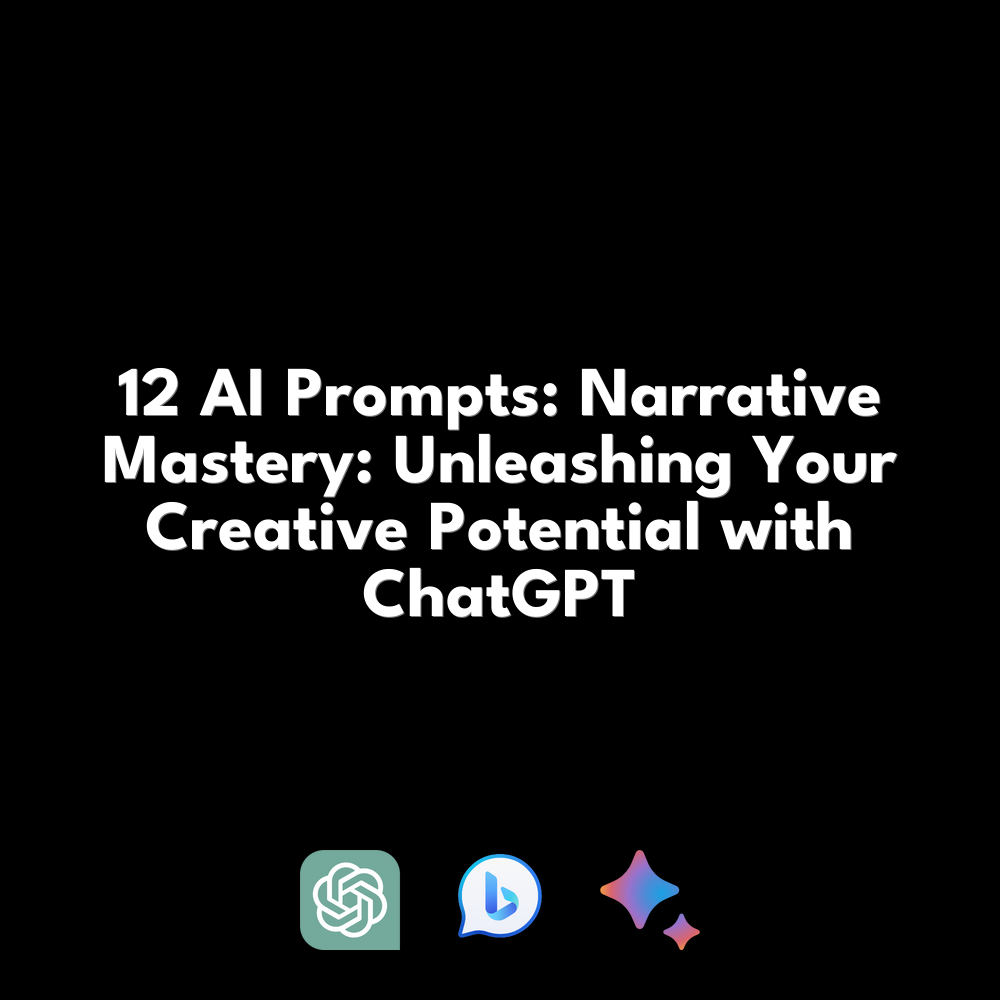 12 AI Prompts: Narrative
Mastery: Unleashing Your
Creative Potential with
ChatGPT